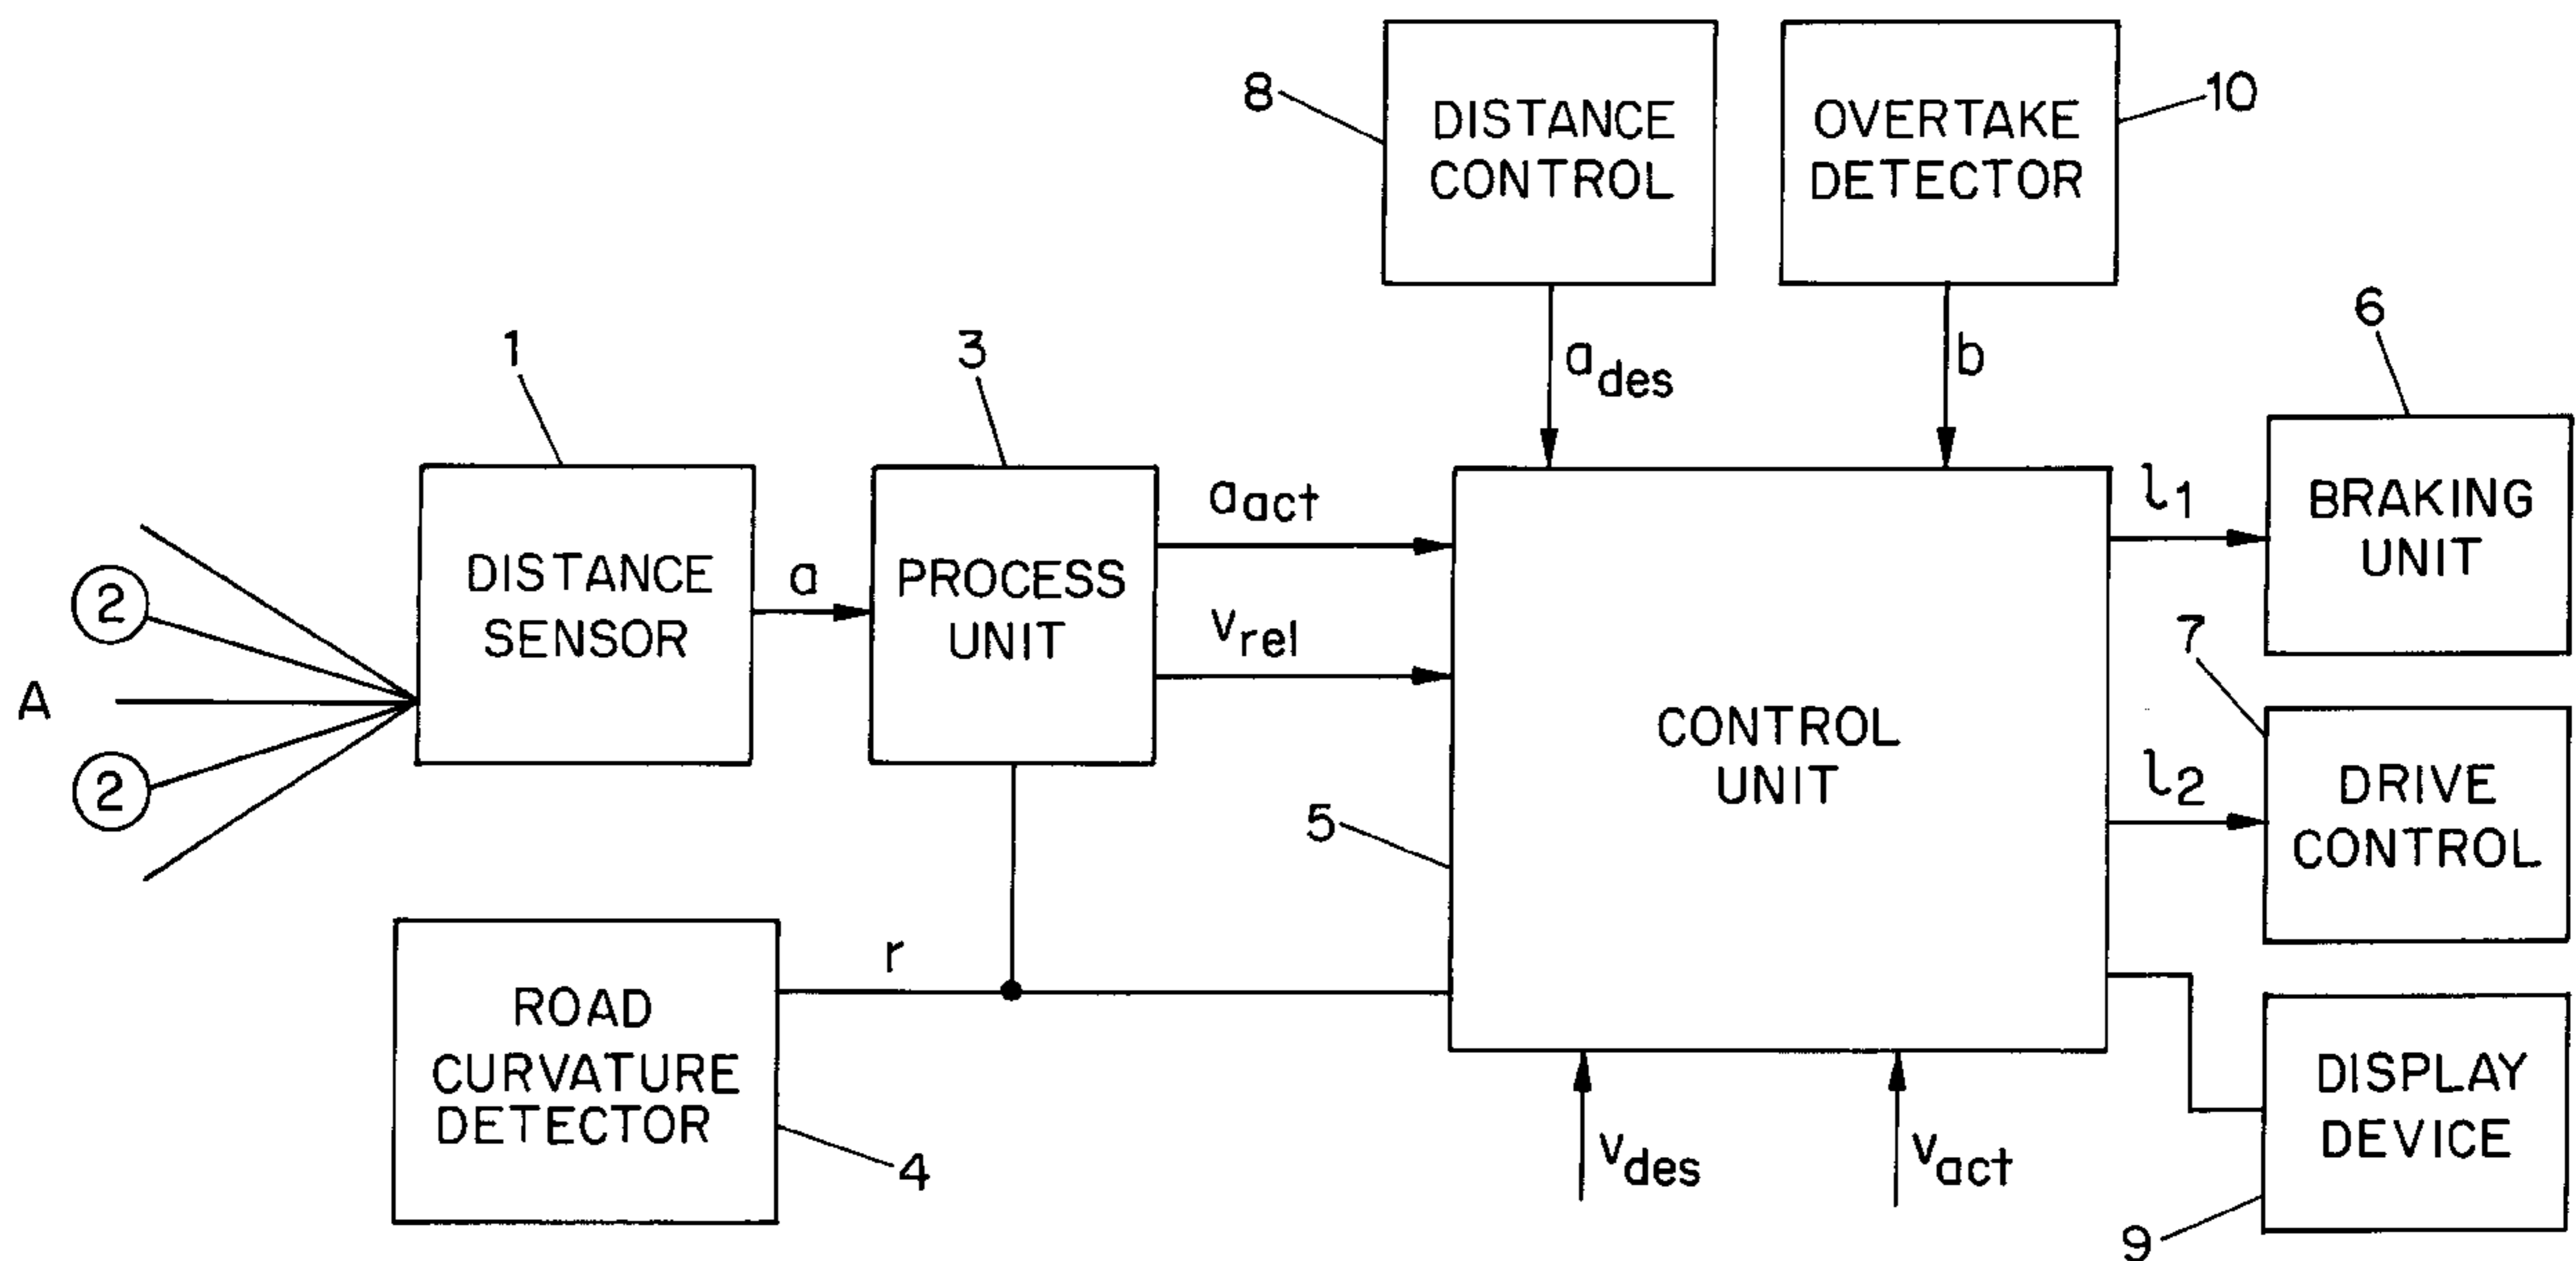 8
DISTANCE
CONTROL
OVERTAKE
DETECTOR
10
a_des
b
1
3
6
DISTANCE
SENSOR
a
PROCESS
UNIT
a_act
v_rel
CONTROL
UNIT
5
l_1
BRAKING
UNIT
7
l_2
DRIVE
CONTROL
2
A
2
ROAD
CURVATURE
DETECTOR
r
4
v_des
v_act
DISPLAY
DEVICE
9